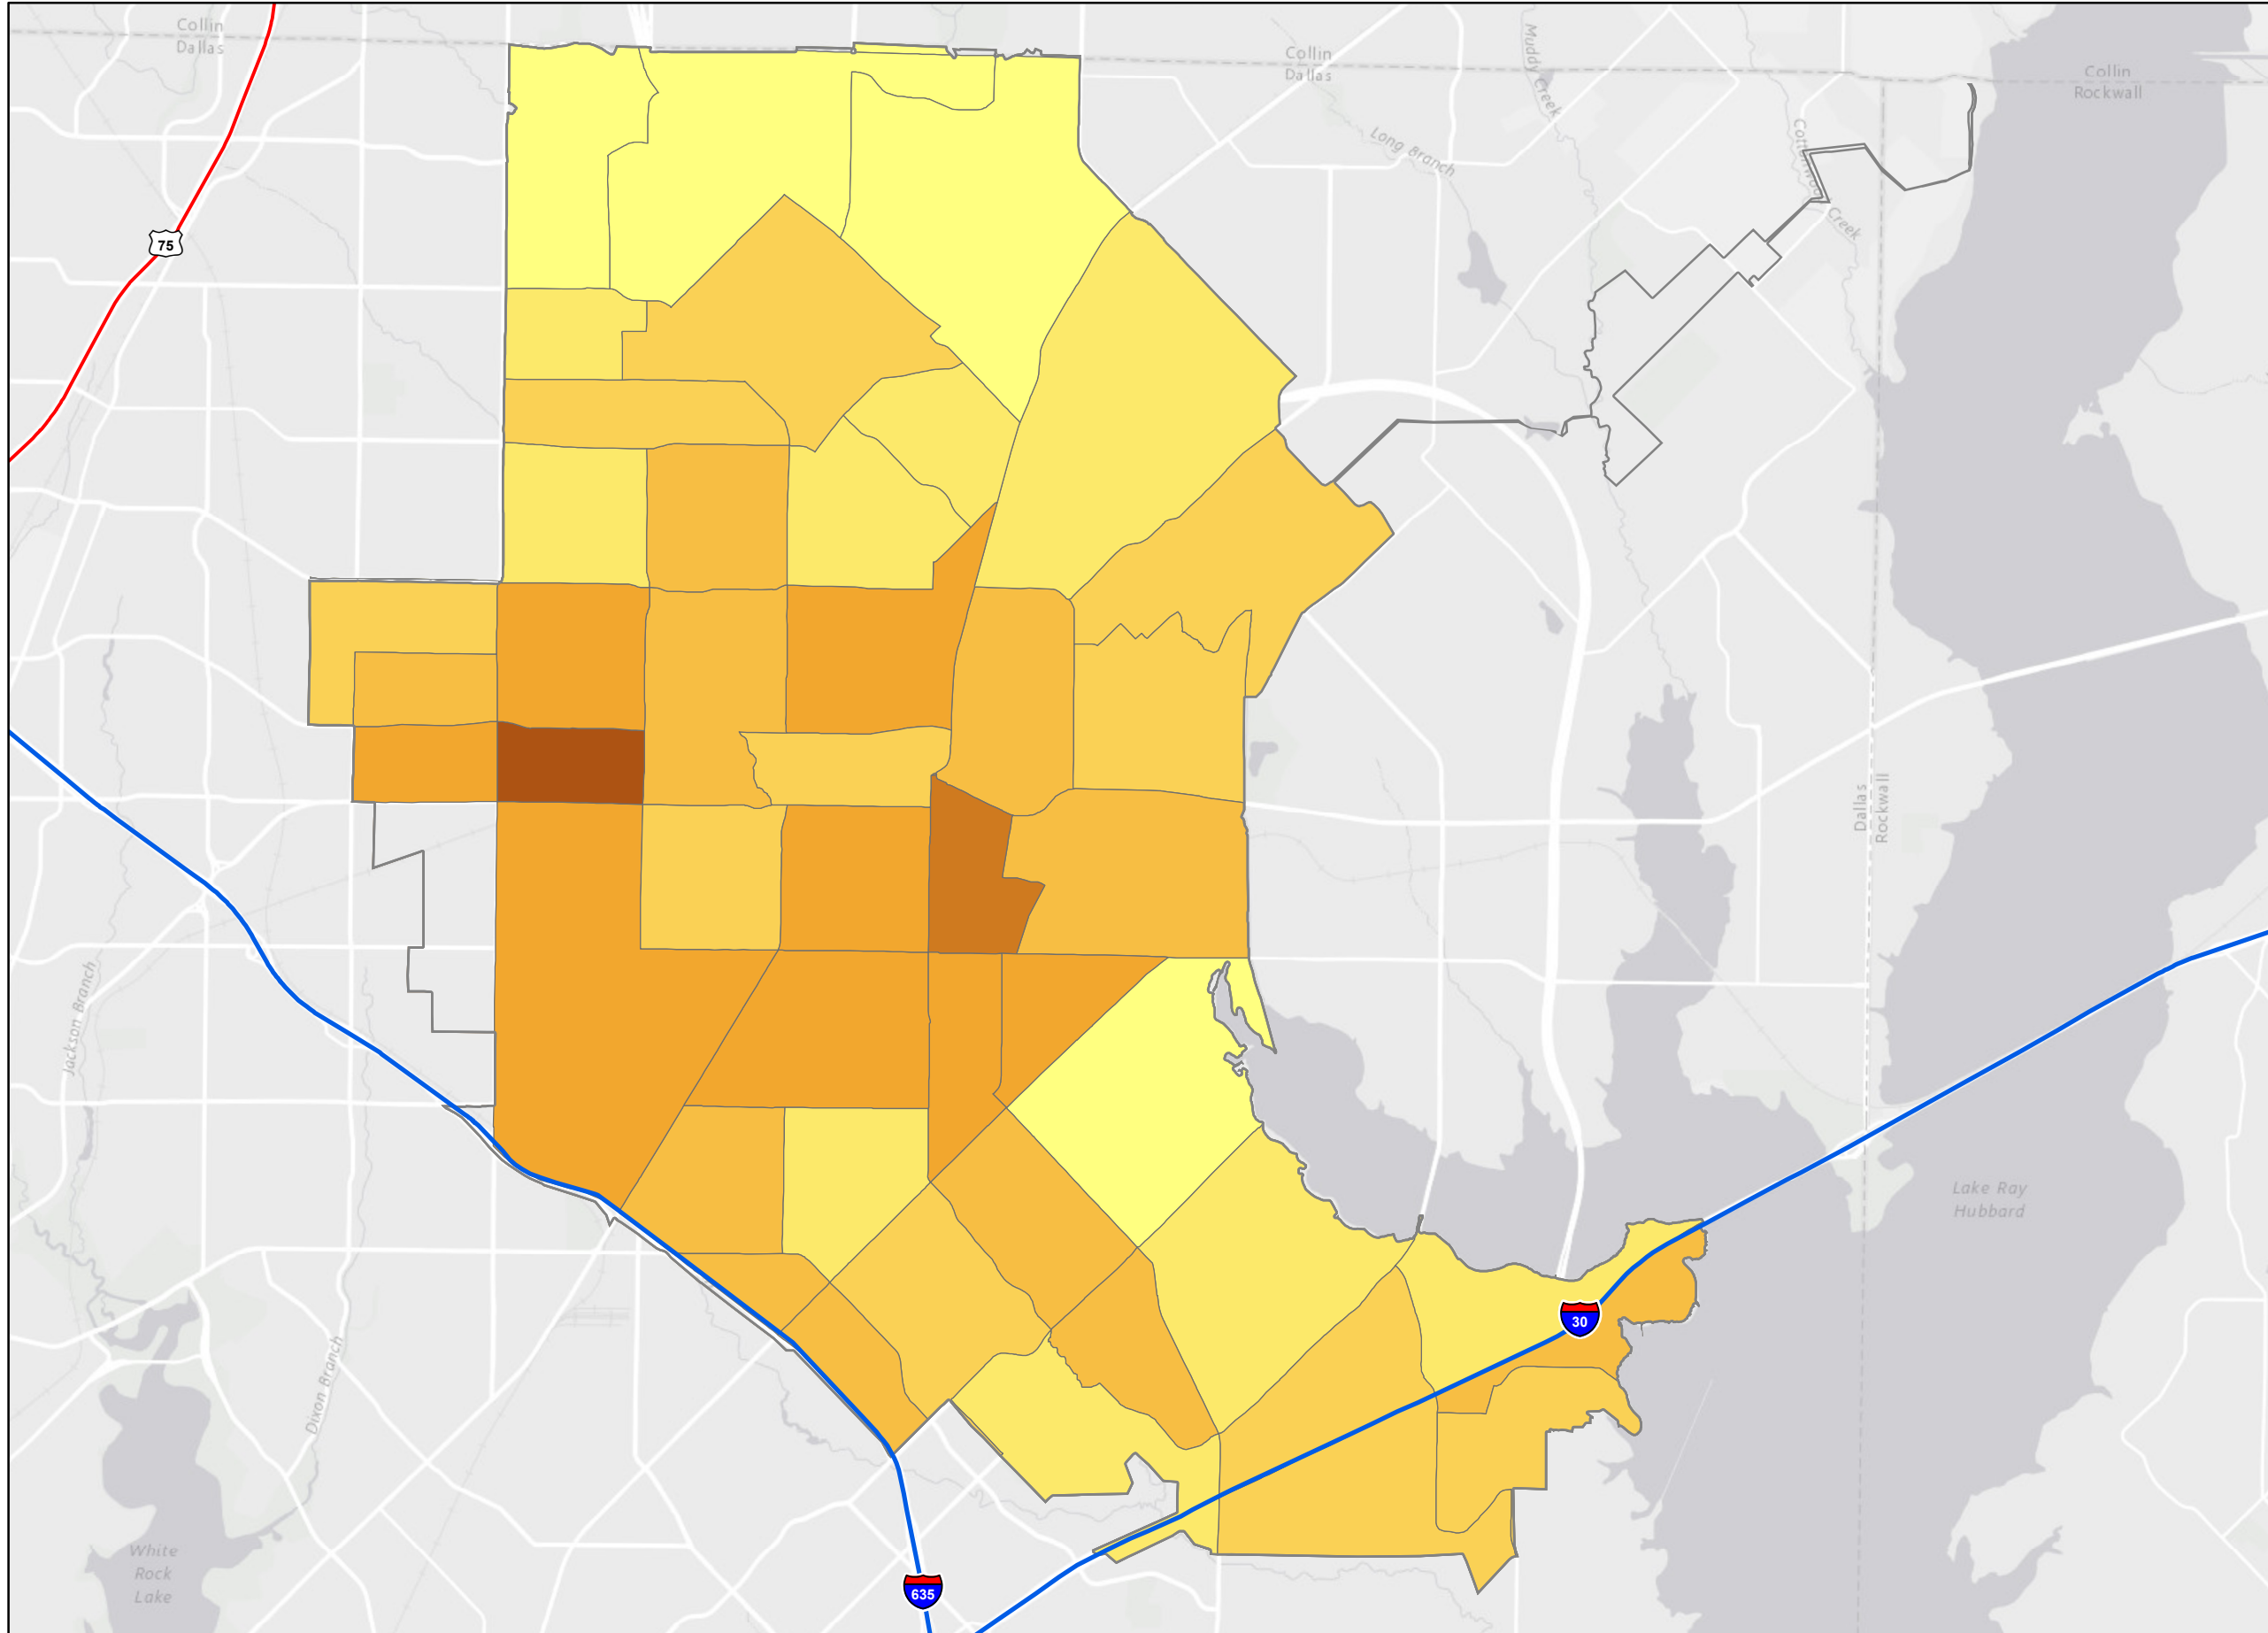 Collin
Dallas
Collin
Dallas
Muddy Creek
Collin
Rockwall
Long Branch
Cottonwood
Creek
75
Dallas
Rockwall
Jackson Branch
Lake Ray
Hubbard
30
Dixon Branch
White
Rock
Lake
635